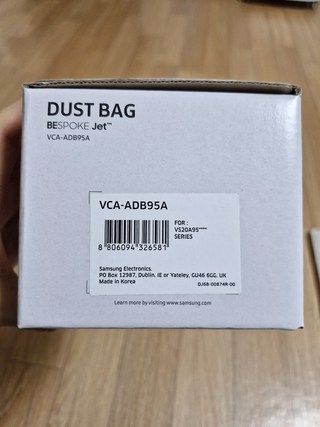 DUST BAG
BESPOKE Jet™
VCA-ADB95A
VCA-ADB95A
FOR :
VS20A95****
SERIES
8 806094 326581
Samsung Electronics.
PO Box 12987, Dublin. IE or Yateley, GU46 6GG. UK
Made in Korea
DJ68-00874R-00
Learn more by visiting www.samsung.com